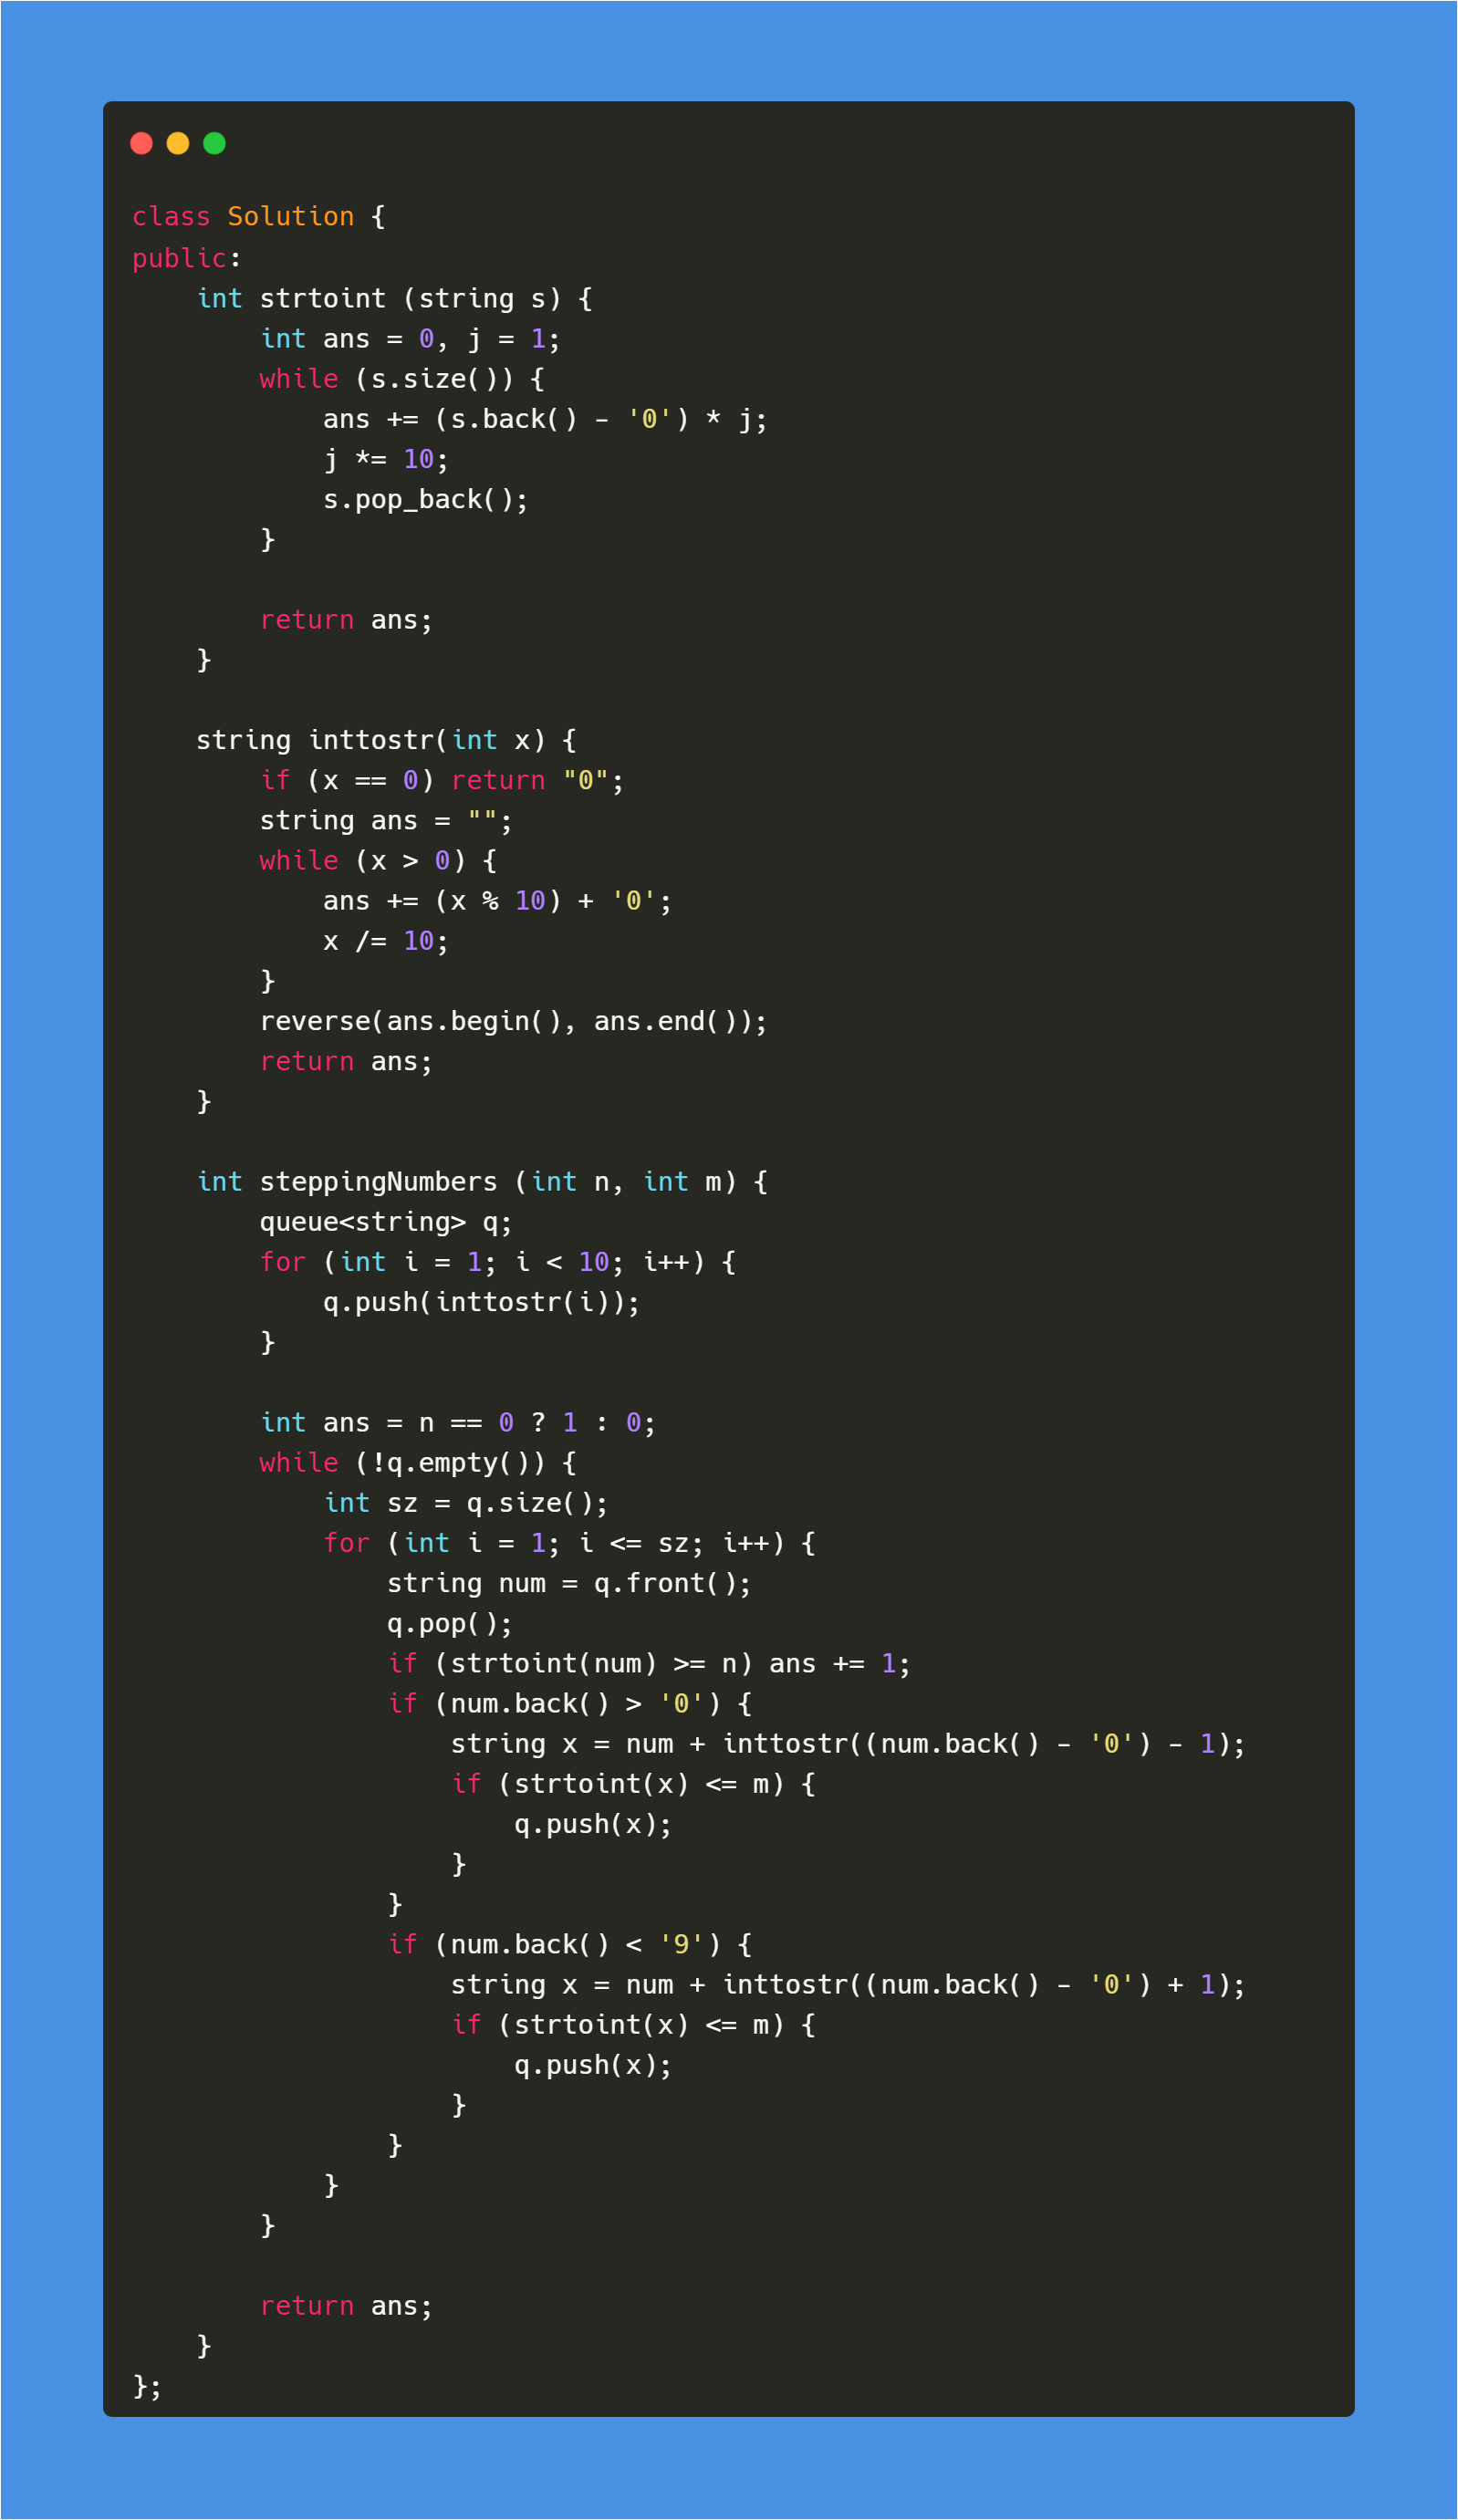 class Solution {
public:
    int strtoint (string s) {
        int ans = 0, j = 1;
        while (s.size()) {
            ans += (s.back() - '0') * j;
            j *= 10;
            s.pop_back();
        }

        return ans;
    }

    string inttostr(int x) {
        if (x == 0) return "0";
        string ans = "";
        while (x > 0) {
            ans += (x % 10) + '0';
            x /= 10;
        }
        reverse(ans.begin(), ans.end());
        return ans;
    }

    int steppingNumbers (int n, int m) {
        queue<string> q;
        for (int i = 1; i < 10; i++) {
            q.push(inttostr(i));
        }

        int ans = n == 0 ? 1 : 0;
        while (!q.empty()) {
            int sz = q.size();
            for (int i = 1; i <= sz; i++) {
                string num = q.front();
                q.pop();
                if (strtoint(num) >= n) ans += 1;
                if (num.back() > '0') {
                    string x = num + inttostr((num.back() - '0') - 1);
                    if (strtoint(x) <= m) {
                        q.push(x);
                    }
                }
                if (num.back() < '9') {
                    string x = num + inttostr((num.back() - '0') + 1);
                    if (strtoint(x) <= m) {
                        q.push(x);
                    }
                }
            }
        }

        return ans;
    }
};